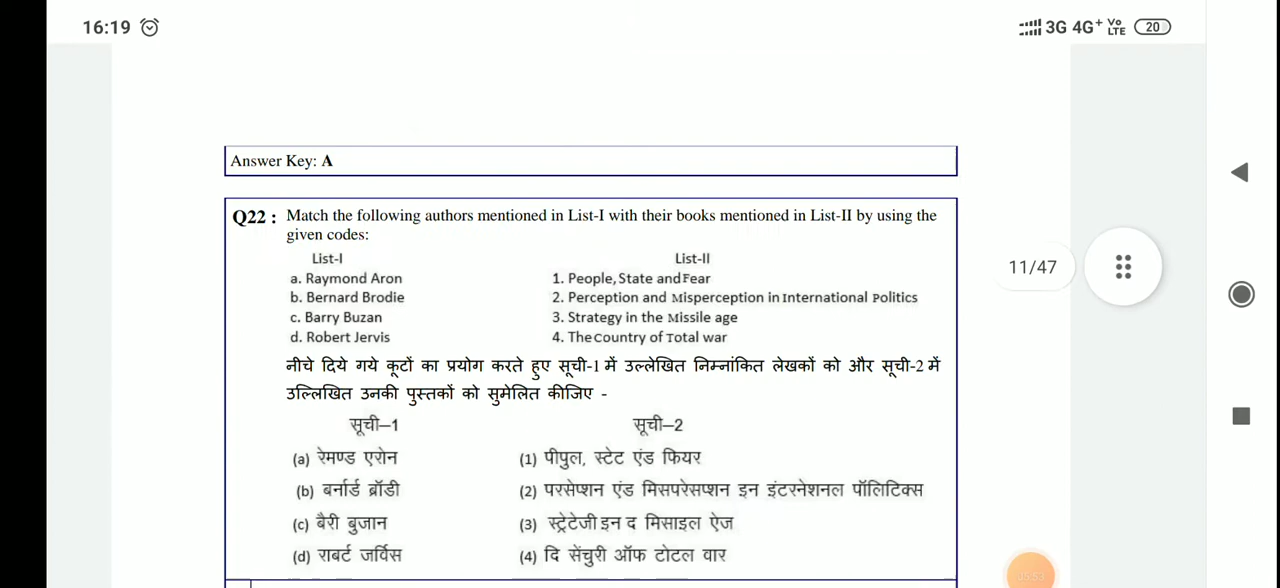 16:19
3G 4G+ Vo LTE 20
Answer Key: A
Q22 : Match the following authors mentioned in List-I with their books mentioned in List-II by using the
given codes:
List-I List-II
a. Raymond Aron 1. People, State and Fear
b. Bernard Brodie 2. Perception and Misperception in International Politics
c. Barry Buzan 3. Strategy in the Missile age
d. Robert Jervis 4. The Country of Total war
11/47
नीचे दिये गये कूटों का प्रयोग करते हुए सूची-1 में उल्लेखित निम्नांकित लेखकों को और सूची-2 में
उल्लिखित उनकी पुस्तकों को सुमेलित कीजिए -
सूची–1 सूची–2
(a) रेमण्ड एरोन (1) पीपुल, स्टेट एंड फियर
(b) बर्नार्ड ब्रॉडी (2) परसेप्शन एंड मिसपरेसप्शन इन इंटरनेशनल पॉलिटिक्स
(c) बैरी बुजान (3) स्ट्रेटेजी इन द मिसाइल ऐज
(d) राबर्ट जर्विस (4) दि सेंचुरी ऑफ टोटल वार
05:53